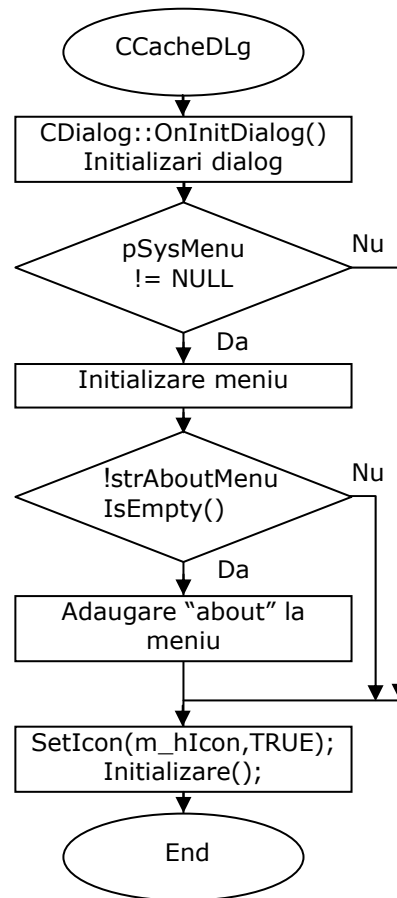 CCacheDLg
CDialog::OnInitDialog()
Initializari dialog
pSysMenu
!= NULL
Nu
Da
Initializare meniu
!strAboutMenu
IsEmpty()
Nu
Da
Adaugare “about” la
meniu
SetIcon(m_hIcon,TRUE);
Initializare();
End